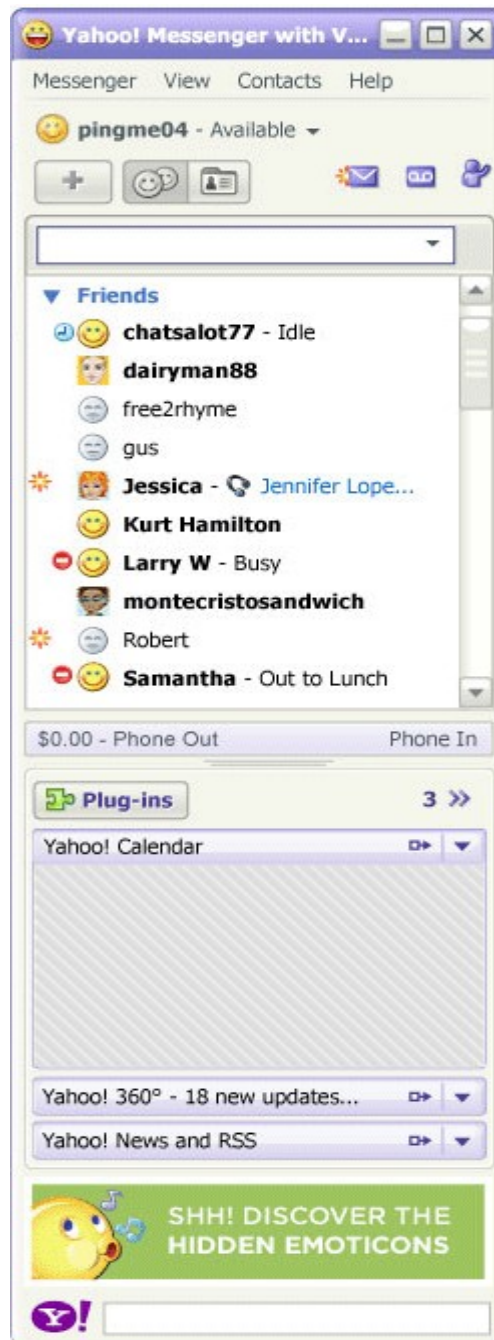 Yahoo! Messenger with V...
Messenger View Contacts Help
pingme04 - Available
Friends
chatsalot77 - Idle
dairyman88
free2rhyme
gus
Jessica - Jennifer Lope...
Kurt Hamilton
Larry W - Busy
montecristosandwich
Robert
Samantha - Out to Lunch
$0.00 - Phone Out Phone In
Plug-ins 3 >>
Yahoo! Calendar
Yahoo! 360° - 18 new updates...
Yahoo! News and RSS
SHH! DISCOVER THE
HIDDEN EMOTICONS
Y!